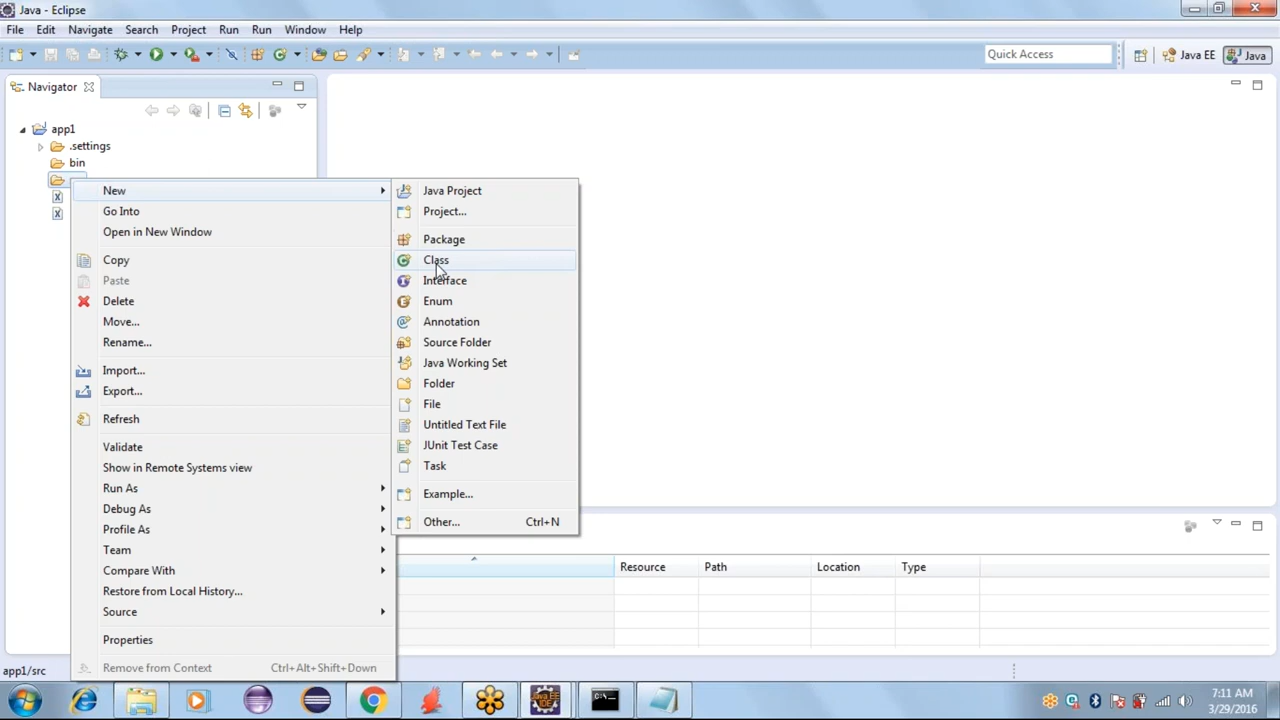 Java - Eclipse
File Edit Navigate Search Project Run Run Window Help
Quick Access
Java EE
Java
Navigator
app1
.settings
bin
New
Go Into
Open in New Window
Copy
Paste
Delete
Move...
Rename...
Import...
Export...
Refresh
Validate
Show in Remote Systems view
Run As
Debug As
Profile As
Team
Compare With
Restore from Local History...
Source
Properties
Remove from Context Ctrl+Alt+Shift+Down
Java Project
Project...
Package
Class
Interface
Enum
Annotation
Source Folder
Java Working Set
Folder
File
Untitled Text File
JUnit Test Case
Task
Example...
Other... Ctrl+N
Resource Path Location Type
app1/src
7:11 AM
3/29/2016